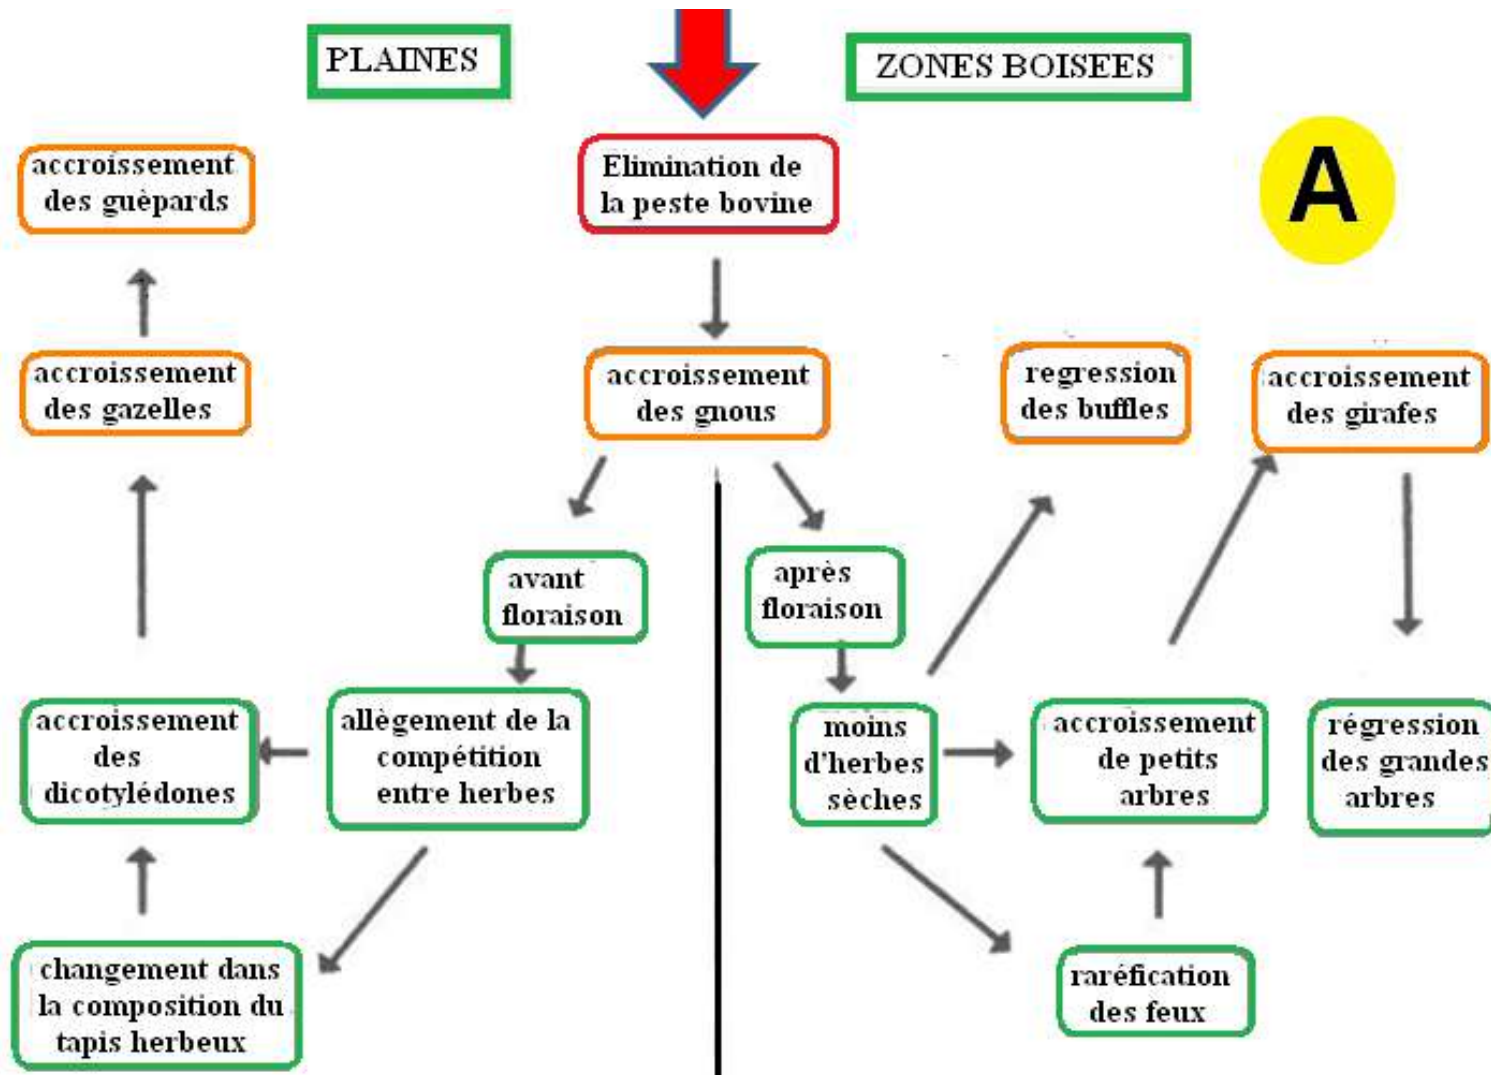 PLAINES
ZONES BOISEES
A
Elimination de
la peste bovine
accroissement
des guèpards
accroissement
des gazelles
accroissement
des gnous
regression
des buffles
accroissement
des girafes
avant
floraison
après
floraison
accroissement
des
dicotylédones
allègement de la
compétition
entre herbes
moins
d'herbes
sèches
accroissement
de petits
arbres
régression
des grandes
arbres
changement dans
la composition du
tapis herbeux
raréfication
des feux